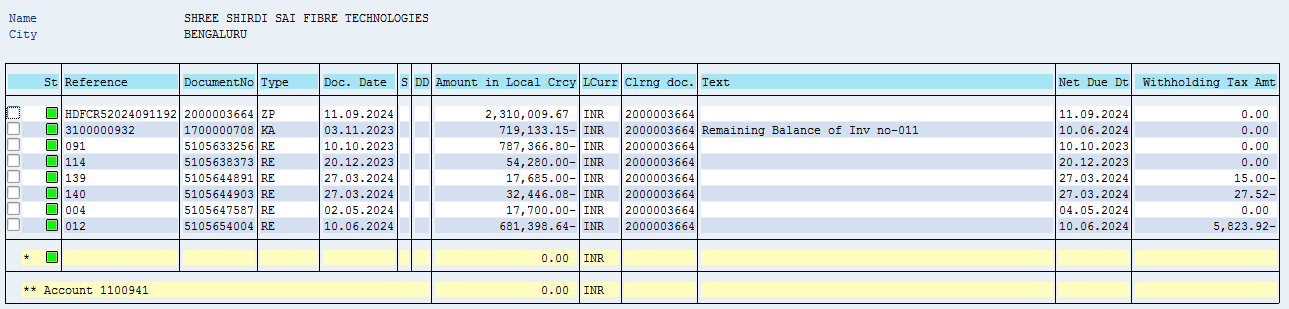 Name SHREE SHIRDI SAI FIBRE TECHNOLOGIES
City BENGALURU
St Reference DocumentNo Type Doc. Date S DD Amount in Local Crcy LCurr Clrng doc. Text Net Due Dt Withholding Tax Amt
HDFCR52024091192 2000003664 ZP 11.09.2024 2,310,009.67 INR 2000003664 11.09.2024 0.00
3100000932 1700000708 KA 03.11.2023 719,133.15- INR 2000003664 Remaining Balance of Inv no-011 10.06.2024 0.00
091 5105633256 RE 10.10.2023 787,366.80- INR 2000003664 10.10.2023 0.00
114 5105638373 RE 20.12.2023 54,280.00- INR 2000003664 20.12.2023 0.00
139 5105644891 RE 27.03.2024 17,685.00- INR 2000003664 27.03.2024 15.00-
140 5105644903 RE 27.03.2024 32,446.08- INR 2000003664 27.03.2024 27.52-
004 5105647587 RE 02.05.2024 17,700.00- INR 2000003664 04.05.2024 0.00
012 5105654004 RE 10.06.2024 681,398.64- INR 2000003664 10.06.2024 5,823.92-
* 0.00 INR
** Account 1100941 0.00 INR